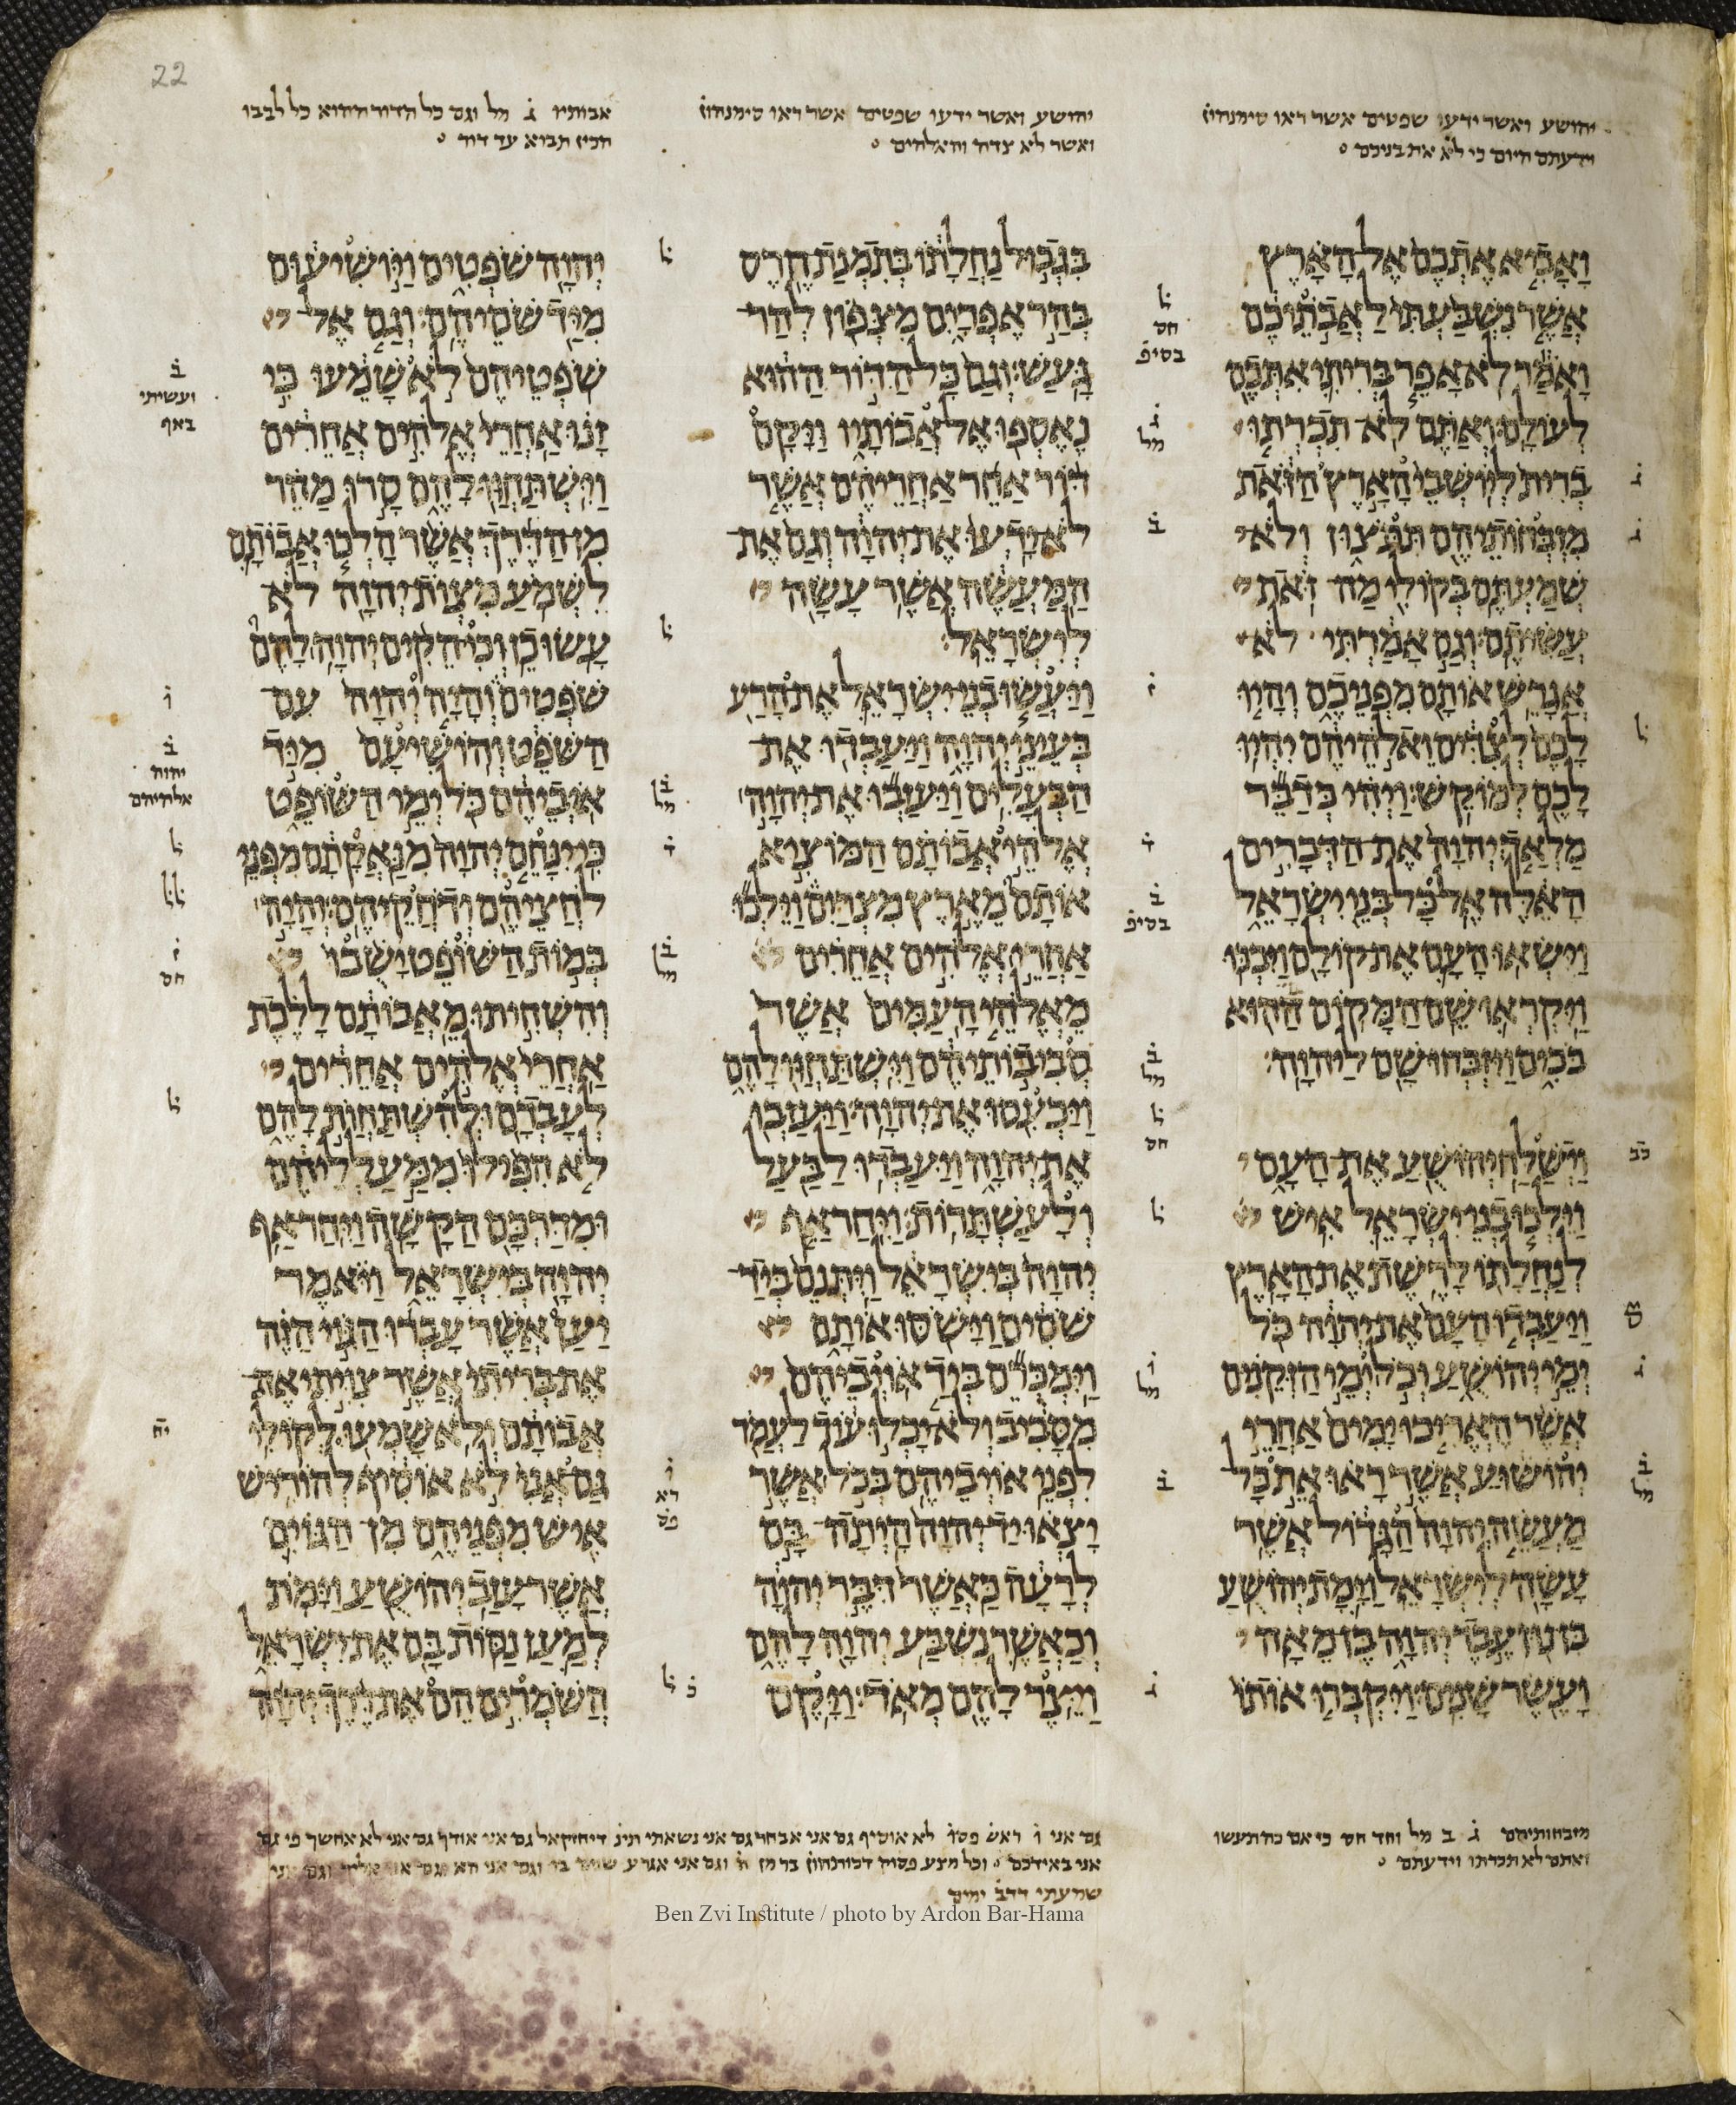 22
יהושע ואשר ידעו שפטים אשר ראו סימנהון
וידעתם היום כי לא את בניכם
יהושע ואשר ידעו שפטים אשר ראו סימנהון
ואשר לא צדה והאלהים
אבותיו ג מל וגם כל הדור ההוא כל לבבו
הכין תבוא עד דור
ואביא אתכם אל הארץ
אשר נשבעתי לאבתיכם
ואמר לא אפר בריתי אתכם
לעולם ואתם לא תכרתו
ברית ליושבי הארץ הזאת
מזבחותיהם תתצון ולא
שמעתם בקולי מה זאת
עשיתם וגם אמרתי לא
אגרש אותם מפניכם והיו
לכם לצדים ואלהיהם יהיו
לכם למוקש ויהי כדבר
מלאך יהוה את הדברים
האלה אל כל בני ישראל
וישאו העם את קולם ויבכו
ויקראו שם המקום ההוא
בכים ויזבחו שם ליהוה
וישלח יהושע את העם
וילכו בני ישראל איש
לנחלתו לרשת את הארץ
ויעבדו העם את יהוה כל
ימי יהושע וכל ימי הזקנים
אשר האריכו ימים אחרי
יהושוע אשר ראו את כל
מעשה יהוה הגדול אשר
עשה לישראל וימת יהושע
בן נון עבד יהוה בן מאה
ועשר שנים ויקברו אותו
בגבול נחלתו בתמנת חרס
בהר אפרים מצפון להר
געש וגם כל הדור ההוא
נאספו אל אבותיו ויקם
דור אחר אחריהם אשר
לא ידעו את יהוה וגם את
המעשה אשר עשה
לישראל
ויעשו בני ישראל את הרע
בעיני יהוה ויעבדו את
הבעלים ויעזבו את יהוה
אלהי אבותם המוציא
אותם מארץ מצרים וילכו
אחרי אלהים אחרים
מאלהי העמים אשר
סביבותיהם וישתחוו להם
ויכעסו את יהוה ויעזבו
את יהוה ויעבדו לבעל
ולעשתרות ויחר אף
יהוה בישראל ויתנם ביד
שסים וישסו אותם
וימכרם ביד אויביהם
מסביב ולא יכלו עוד לעמד
לפני אויביהם בכל אשר
יצאו יד יהוה היתה בם
לרעה כאשר דבר יהוה
וכאשר נשבע יהוה להם
ויצר להם מאד ויקם
יהוה שפטים ויושיעום
מיד שסיהם וגם אל
שפטיהם לא שמעו כי
זנו אחרי אלהים אחרים
וישתחוו להם סרו מהר
מן הדרך אשר הלכו אבותם
לשמע מצות יהוה לא
עשו כן וכי הקים יהוה להם
שפטים והיה יהוה עם
השפט והושיעם מיד
אויביהם כל ימי השופט
כי ינחם יהוה מנאקתם מפני
לחציהם ודחקיהם והיה
במות השופט ישבו
והשחיתו מאבותם ללכת
אחרי אלהים אחרים
לעבדם ולהשתחות להם
לא הפילו ממעלליהם
ומדרכם הקשה ויחר אף
יהוה בישראל ויאמר
יען אשר עברו הגוי הזה
את בריתי אשר צויתי את
אבותם ולא שמעו לקולי
גם אני לא אוסיף להוריש
איש מפניהם מן הגוים
אשר עזב יהושע וימת
למען נסות בם את ישראל
השמרים הם את דרך יהוה
מזבחותיהם ג ב מל וחד חס כי אם כה תעשו
ואתם לא תכרתו וידעתם
גם אני ו ראש פסו לא אוסיף גם אני אבחר גם אני נשאתי תינ דיחזקאל גם אני אודך גם אני לא אחשך פי גם
אני באידכם וכל
שמעתי דדב ימים
Ben Zvi Institute / photo by Ardon Bar-Hama